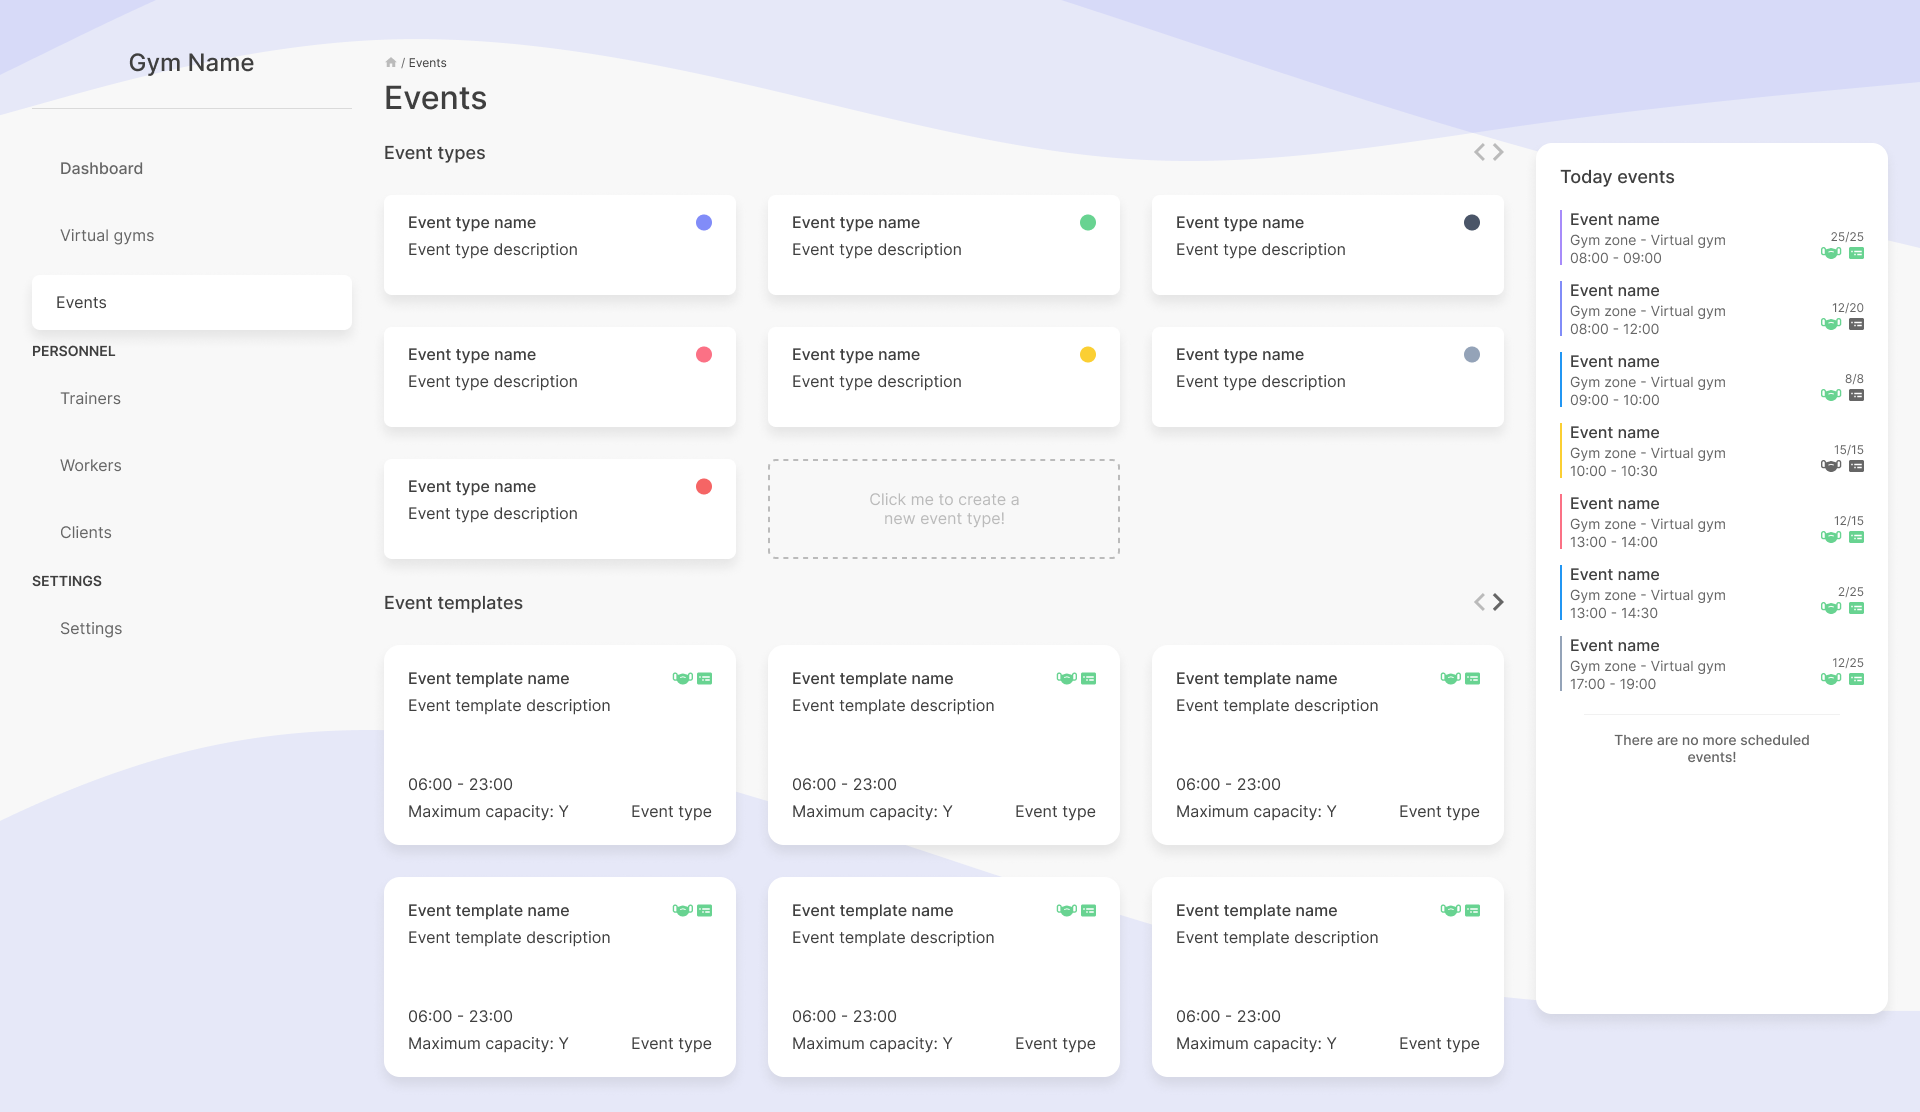 Gym Name
Dashboard
Virtual gyms
Events
PERSONNEL
Trainers
Workers
Clients
SETTINGS
Settings
/ Events
Events
Event types
Event type name
Event type description
Event type name
Event type description
Event type name
Event type description
Event type name
Event type description
Event type name
Event type description
Event type name
Event type description
Event type name
Event type description
Click me to create a
new event type!
Event templates
Event template name
Event template description
06:00 - 23:00
Maximum capacity: Y
Event type
Event template name
Event template description
06:00 - 23:00
Maximum capacity: Y
Event type
Event template name
Event template description
06:00 - 23:00
Maximum capacity: Y
Event type
Event template name
Event template description
06:00 - 23:00
Maximum capacity: Y
Event type
Event template name
Event template description
06:00 - 23:00
Maximum capacity: Y
Event type
Event template name
Event template description
06:00 - 23:00
Maximum capacity: Y
Event type
Today events
Event name
Gym zone - Virtual gym
08:00 - 09:00
25/25
Event name
Gym zone - Virtual gym
08:00 - 12:00
12/20
Event name
Gym zone - Virtual gym
09:00 - 10:00
8/8
Event name
Gym zone - Virtual gym
10:00 - 10:30
15/15
Event name
Gym zone - Virtual gym
13:00 - 14:00
12/15
Event name
Gym zone - Virtual gym
13:00 - 14:30
2/25
Event name
Gym zone - Virtual gym
17:00 - 19:00
12/25
There are no more scheduled
events!